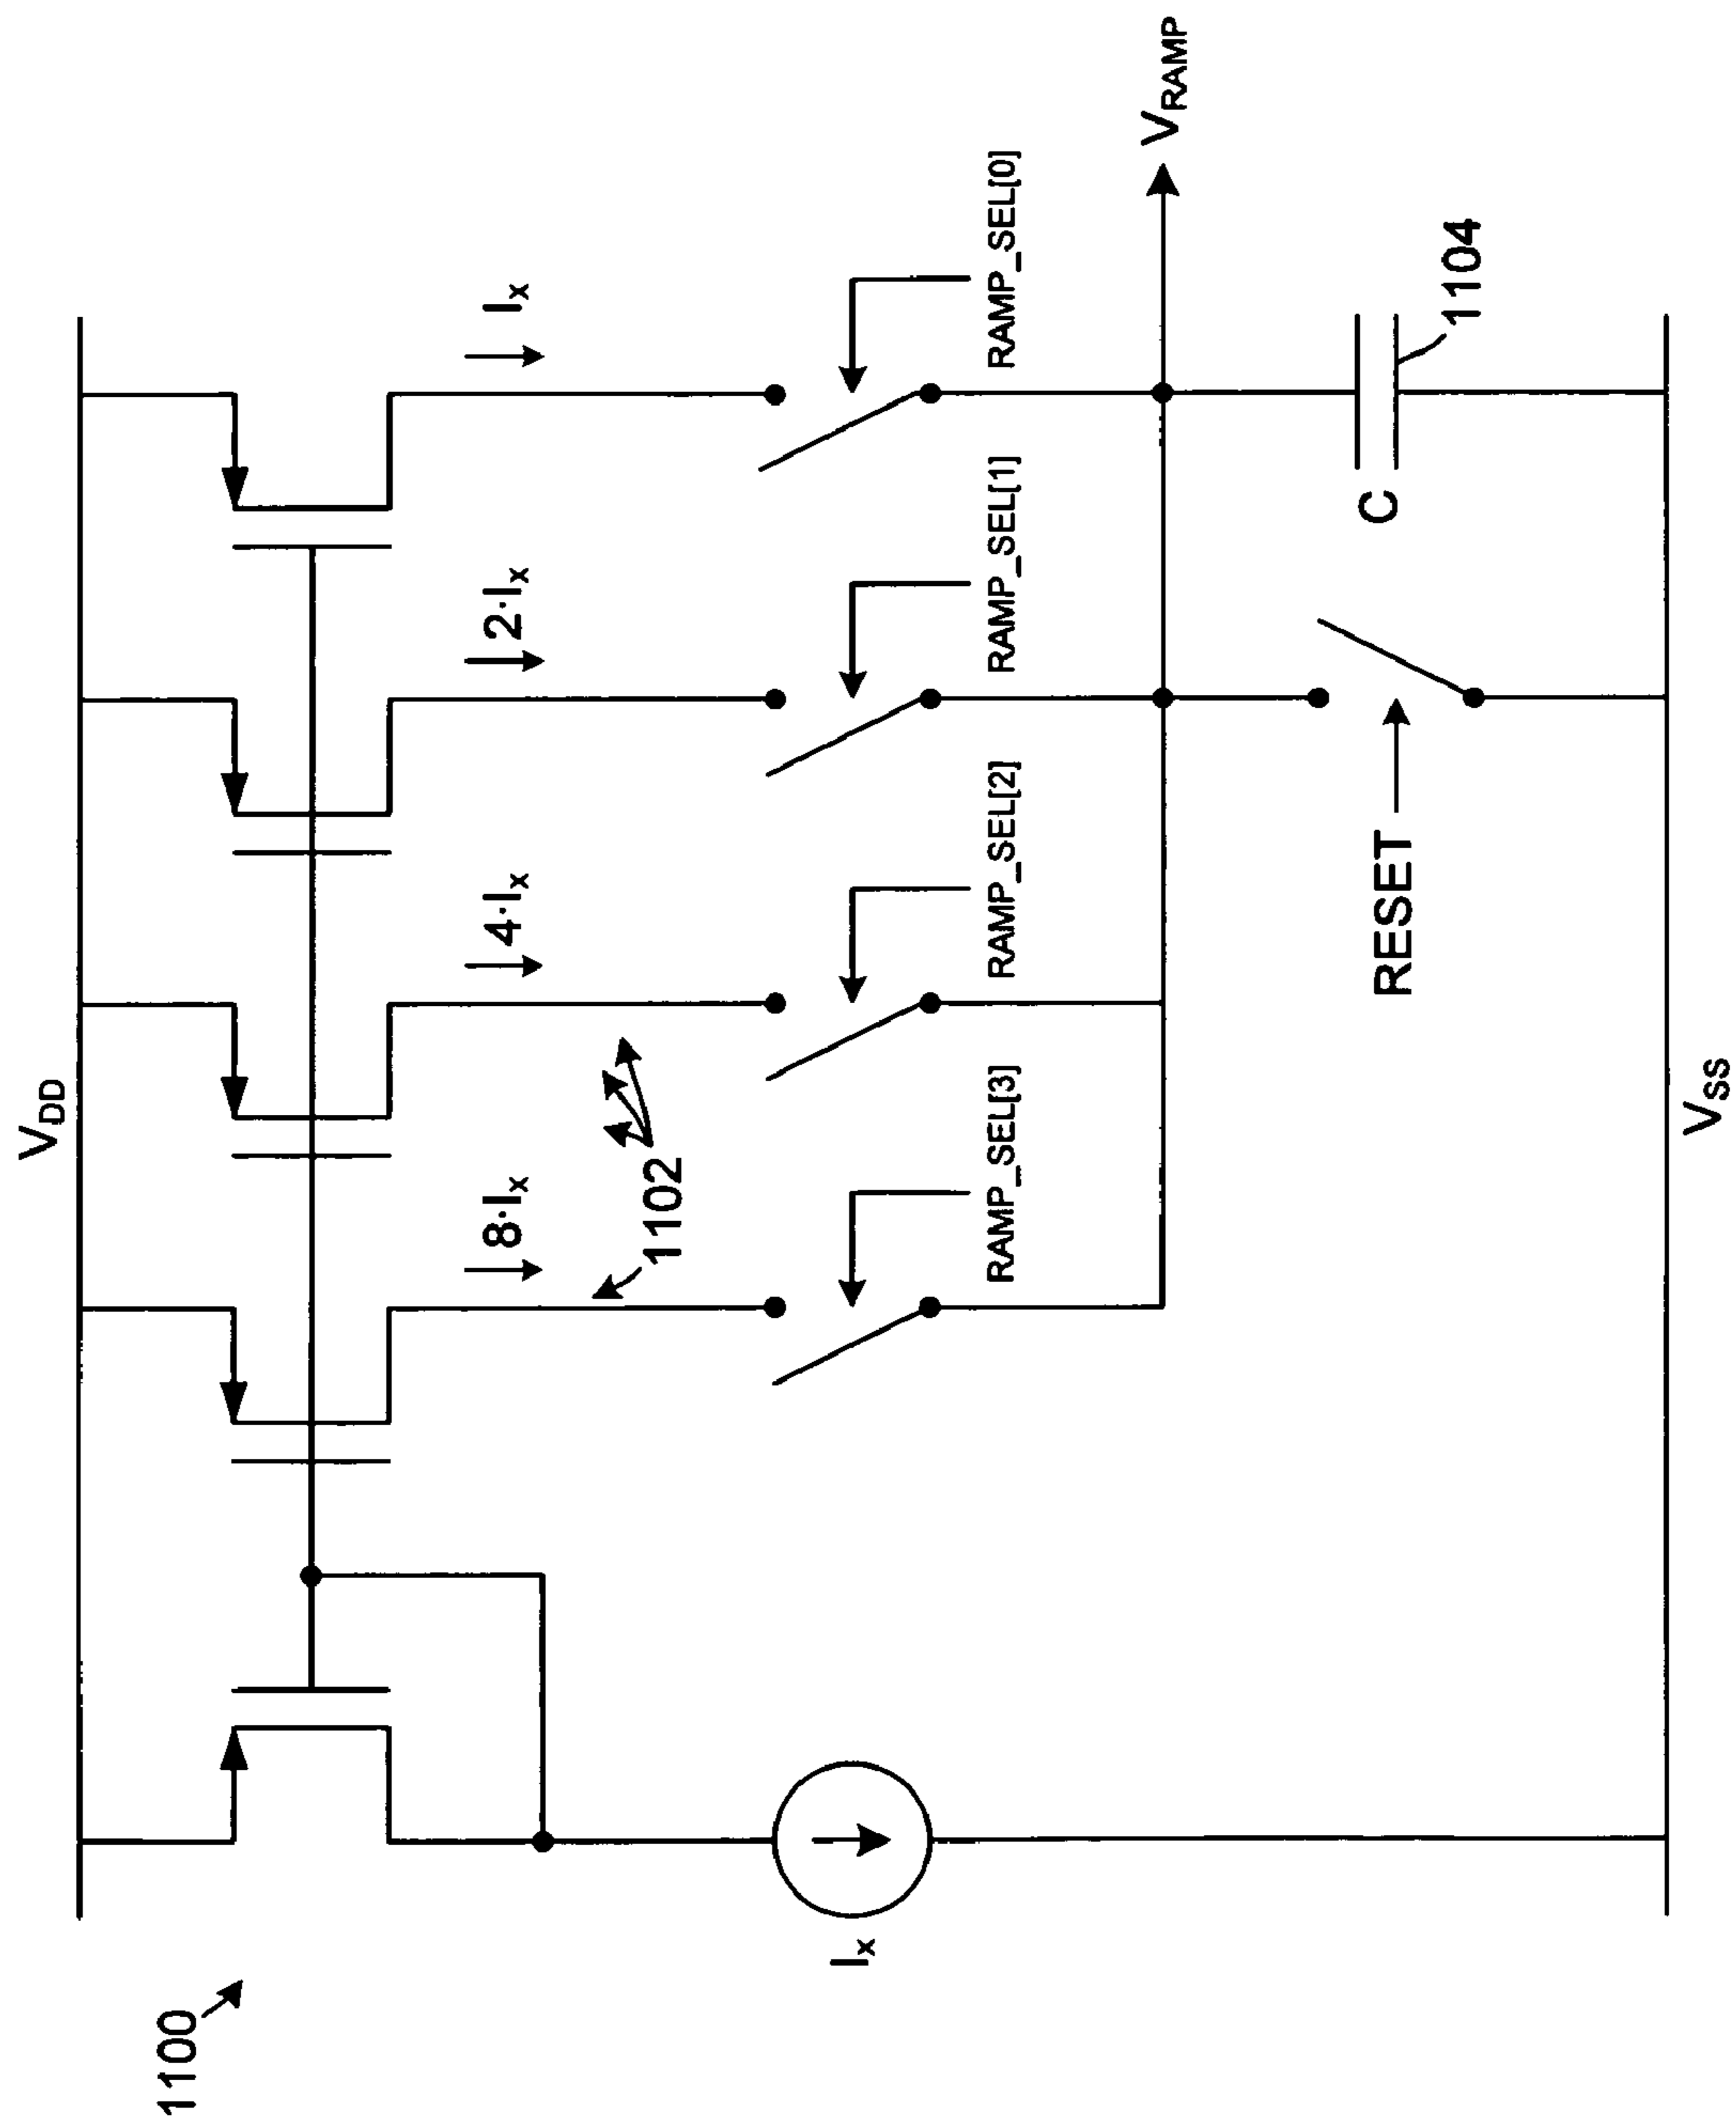 1100
V_DD
8·I_x
4·I_x
2·I_x
I_x
1102
I_x
RAMP_SEL[3]
RAMP_SEL[2]
RAMP_SEL[1]
RAMP_SEL[0]
V_RAMP
RESET
C
1104
V_SS